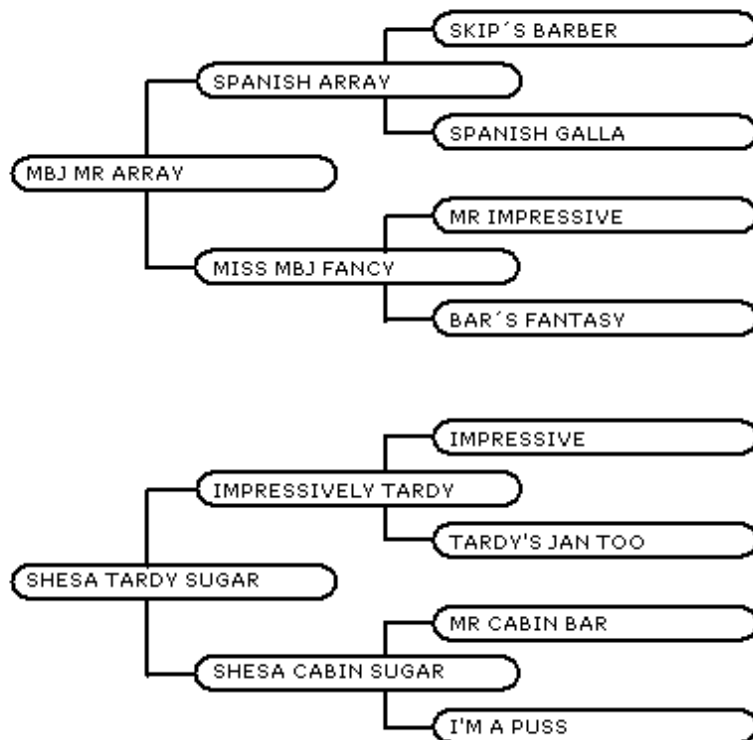 SKIP´S BARBER
SPANISH ARRAY
SPANISH GALLA
MBJ MR ARRAY
MR IMPRESSIVE
MISS MBJ FANCY
BAR´S FANTASY
IMPRESSIVE
IMPRESSIVELY TARDY
TARDY'S JAN TOO
SHESA TARDY SUGAR
MR CABIN BAR
SHESA CABIN SUGAR
I'M A PUSS